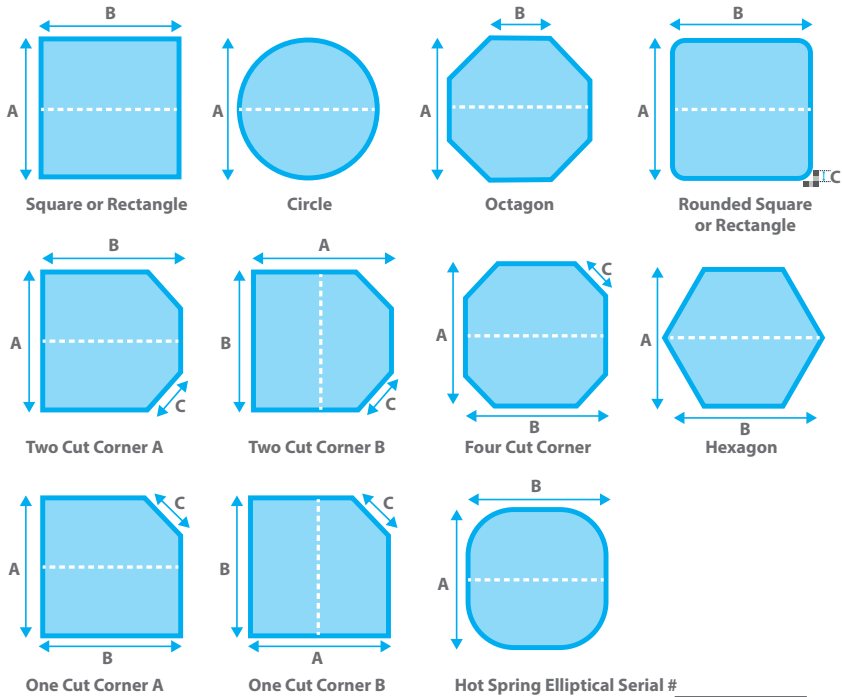 B
B
B
A
A
A
A
C
Square or Rectangle
Circle
Octagon
Rounded Square
or Rectangle
B
A
C
A
B
A
A
C
C
B
B
Two Cut Corner A
Two Cut Corner B
Four Cut Corner
Hexagon
C
C
B
A
B
A
B
A
One Cut Corner A
One Cut Corner B
Hot Spring Elliptical Serial #